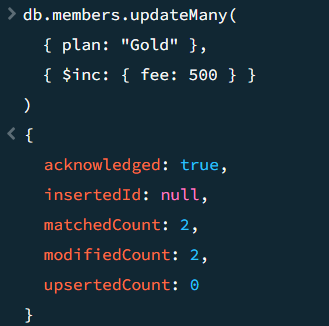 > db.members.updateMany(
{ plan: "Gold" },
{ $inc: { fee: 500 } }
)
< {
acknowledged: true,
insertedId: null,
matchedCount: 2,
modifiedCount: 2,
upsertedCount: 0
}